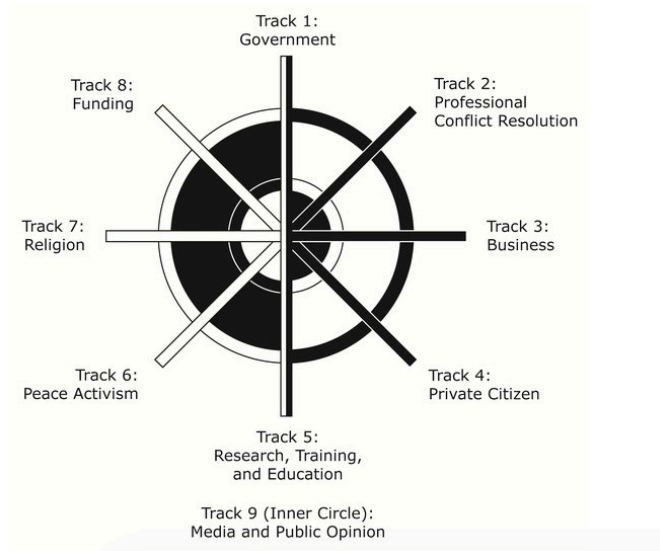 Track 1:
Government
Track 2:
Professional
Conflict Resolution
Track 3:
Business
Track 4:
Private Citizen
Track 5:
Research, Training,
and Education
Track 6:
Peace Activism
Track 7:
Religion
Track 8:
Funding
Track 9 (Inner Circle):
Media and Public Opinion